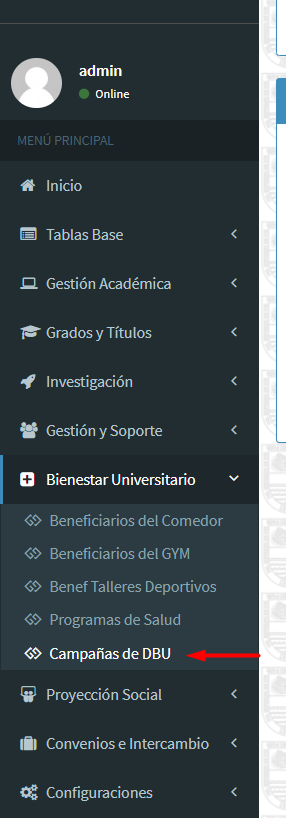 admin
Online
MENÚ PRINCIPAL
Inicio
Tablas Base
Gestión Académica
Grados y Títulos
Investigación
Gestión y Soporte
Bienestar Universitario
Beneficiarios del Comedor
Beneficiarios del GYM
Benef Talleres Deportivos
Programas de Salud
Campañas de DBU
Proyección Social
Convenios e Intercambio
Configuraciones